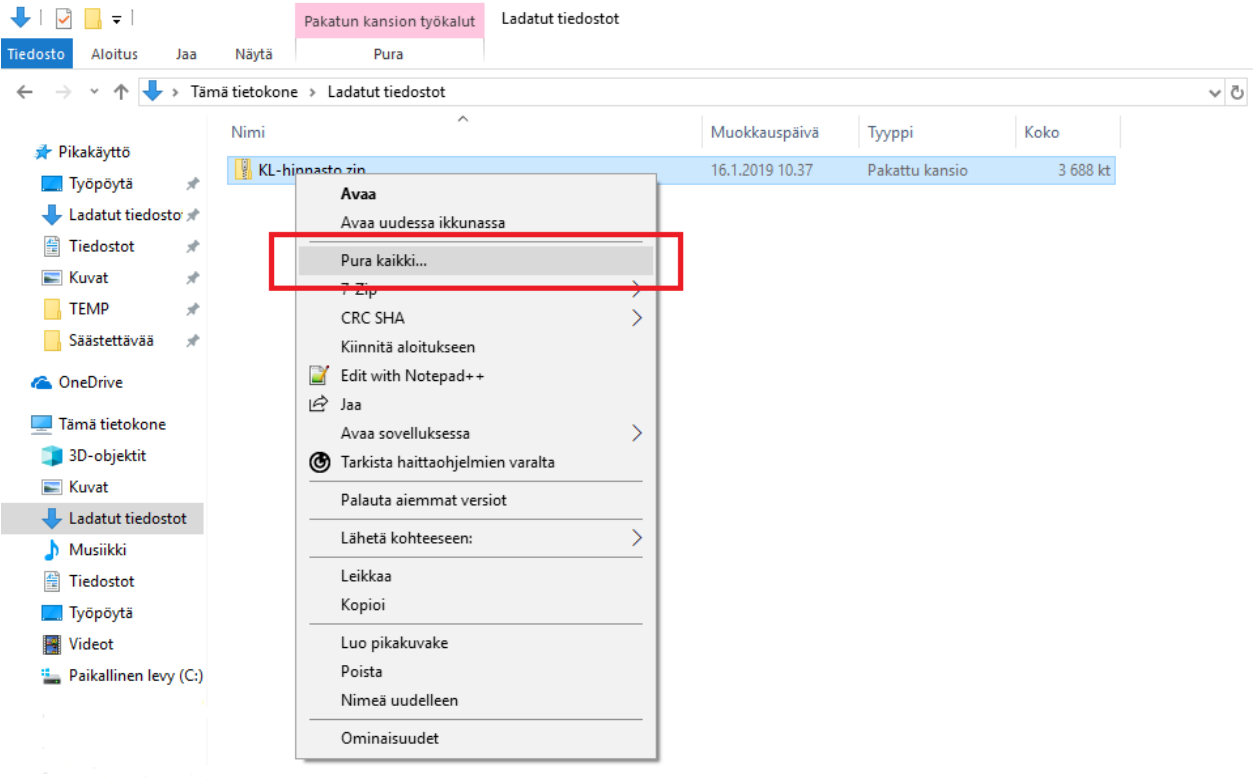 Pakatun kansion työkalut
Ladatut tiedostot
Tiedosto
Aloitus
Jaa
Näytä
Pura
Tämä tietokone
Ladatut tiedostot
Nimi
Muokkauspäivä
Tyyppi
Koko
KL-hinnasto.zip
16.1.2019 10.37
Pakattu kansio
3 688 kt
Pikakäyttö
Työpöytä
Ladatut tiedosto
Tiedostot
Kuvat
TEMP
Säästettävää
OneDrive
Tämä tietokone
3D-objektit
Kuvat
Ladatut tiedostot
Musiikki
Tiedostot
Työpöytä
Videot
Paikallinen levy (C:)
Avaa
Avaa uudessa ikkunassa
Pura kaikki...
7-Zip
CRC SHA
Kiinnitä aloitukseen
Edit with Notepad++
Jaa
Avaa sovelluksessa
Tarkista haittaohjelmien varalta
Palauta aiemmat versiot
Lähetä kohteeseen:
Leikkaa
Kopioi
Luo pikakuvake
Poista
Nimeä uudelleen
Ominaisuudet